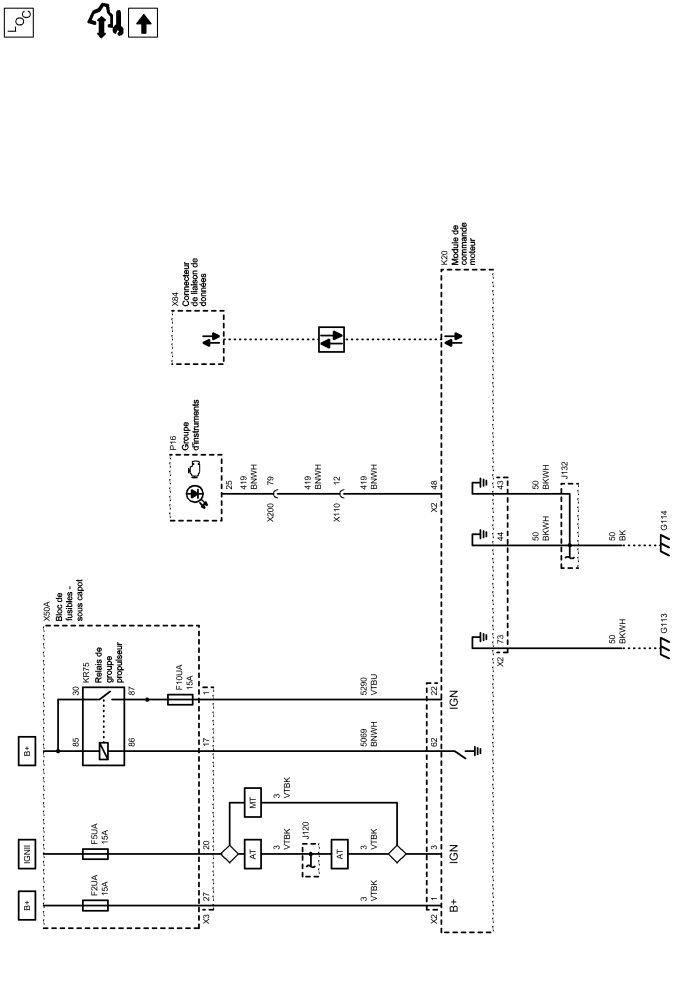 LOC
X50A
Bloc de
fusibles -
sous capot
B+
IGNII
B+
F2UA
15A
F5UA
15A
85
30
KR75
Relais de
groupe
propulseur
86
87
F10UA
15A
X3
27
20
17
1
AT
MT
3
VTBK
3
VTBK
J120
AT
3
VTBK
3
VTBK
5069
BNWH
5290
VTBU
X2
1
3
62
22
B+
IGN
IGN
P16
Groupe
d'instruments
25
419
BNWH
X200
79
419
BNWH
X110
12
419
BNWH
X2
48
X84
Connecteur
de liaison de
données
K20
Module de
commande
moteur
X2
73
44
43
50
BKWH
50
BKWH
J132
50
BKWH
50
BK
G113
G114